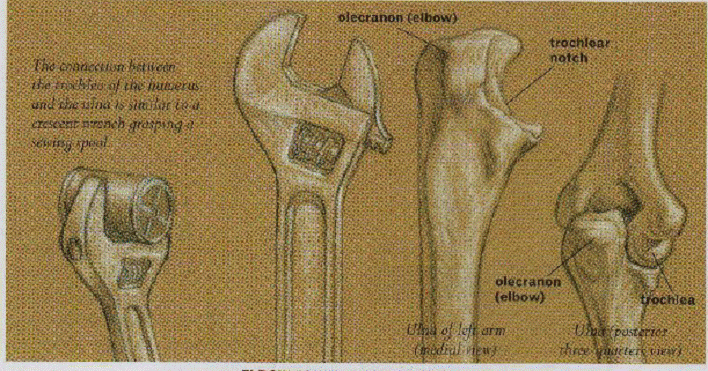 olecranon (elbow)
trochlear
notch
The connection between
the trochlea of the humerus
and the ulna is similar to a
crescent wrench grasping a
sewing spool
olecranon
(elbow)
trochlea
Ulna of left arm
(medial view)
Ulna (posterior
three-quarters view)